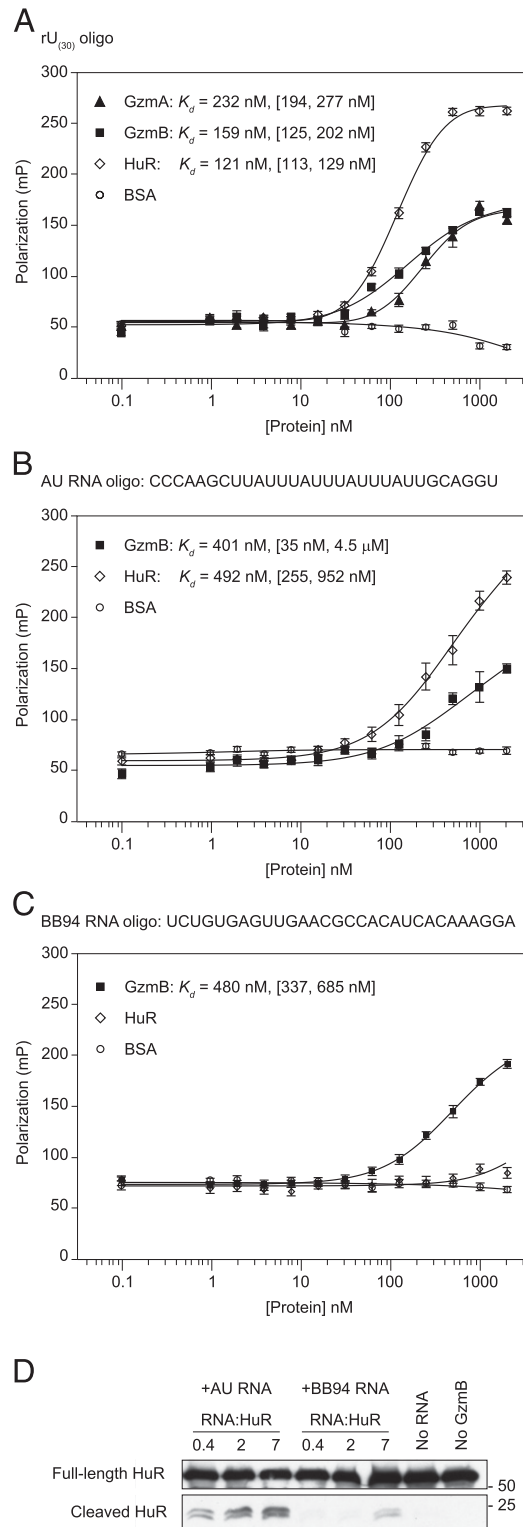 A
rU(30) oligo
300
250
200
150
100
50
0
Polarization (mP)
GzmA: Kd = 232 nM, [194, 277 nM]
GzmB: Kd = 159 nM, [125, 202 nM]
HuR: Kd = 121 nM, [113, 129 nM]
BSA
0.1 1 10 100 1000
[Protein] nM
B
AU RNA oligo: CCCAAGCUUAUUUAUUUAUUUAUUGCAGGU
300
250
200
150
100
50
0
Polarization (mP)
GzmB: Kd = 401 nM, [35 nM, 4.5 μM]
HuR: Kd = 492 nM, [255, 952 nM]
BSA
0.1 1 10 100 1000
[Protein] nM
C
BB94 RNA oligo: UCUGUGAGUUGAACGCCACAUCACAAAGGA
300
250
200
150
100
50
0
Polarization (mP)
GzmB: Kd = 480 nM, [337, 685 nM]
HuR
BSA
0.1 1 10 100 1000
[Protein] nM
D
+AU RNA +BB94 RNA
RNA:HuR RNA:HuR
0.4 2 7 0.4 2 7 No RNA No GzmB
Full-length HuR
50
25
Cleaved HuR